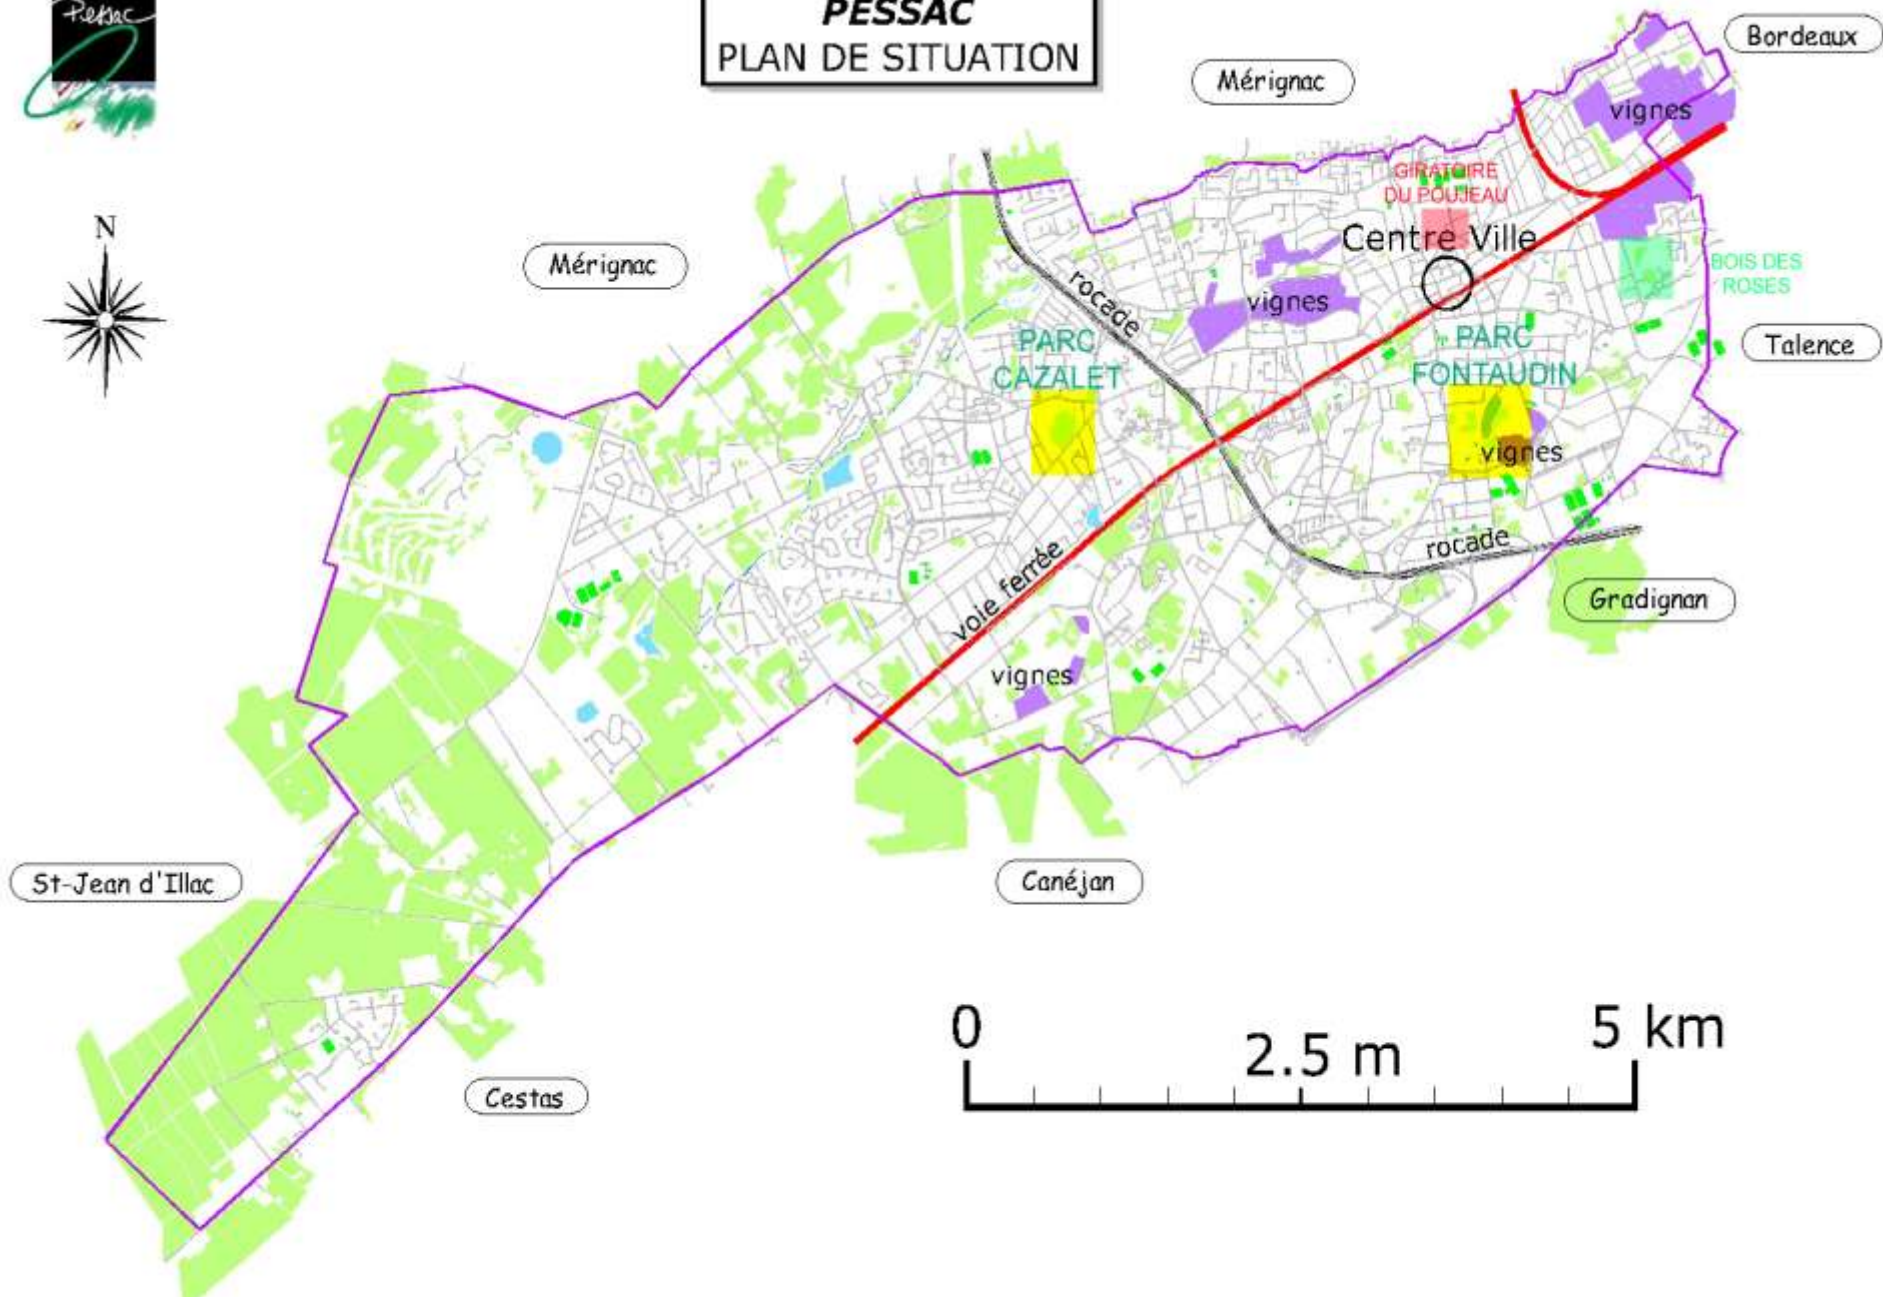 Pessac
PESSAC
PLAN DE SITUATION
Bordeaux
Mérignac
vignes
GIRATOIRE
DU POUJEAU
N
Centre Ville
Mérignac
BOIS DES
ROSES
rocade
vignes
PARC
CAZALET
PARC
FONTAUDIN
Talence
vignes
rocade
voie ferrée
Gradignan
vignes
St-Jean d'Illac
Canéjan
0
2.5 m
5 km
Cestas